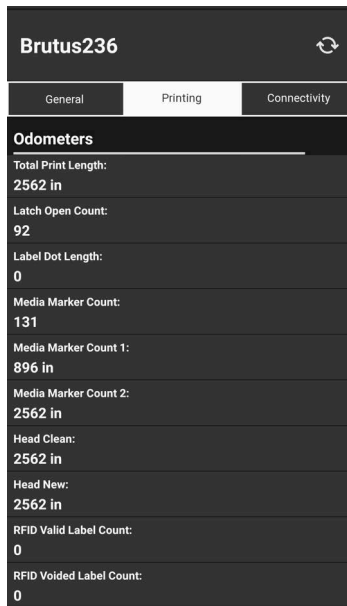 Brutus236
General
Printing
Connectivity
Odometers
Total Print Length:
2562 in
Latch Open Count:
92
Label Dot Length:
0
Media Marker Count:
131
Media Marker Count 1:
896 in
Media Marker Count 2:
2562 in
Head Clean:
2562 in
Head New:
2562 in
RFID Valid Label Count:
0
RFID Voided Label Count:
0